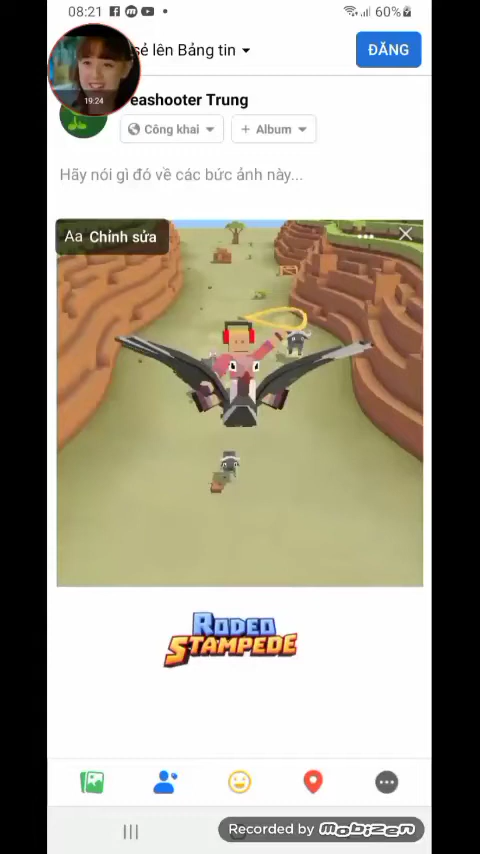 08:21 60%
sẻ lên Bảng tin
ĐĂNG
19:24
eashooter Trung
Công khai
+ Album
Hãy nói gì đó về các bức ảnh này...
Aa Chỉnh sửa
RODEO
STAMPEDE
Recorded by MOBIZEN